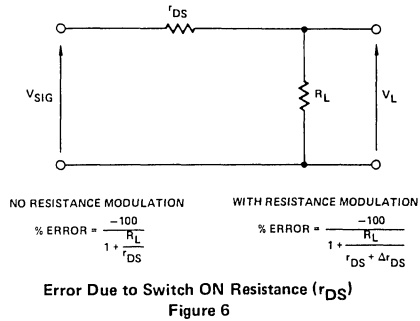 rDS
VSIG
RL
VL
NO RESISTANCE MODULATION
% ERROR = -100 / (1 + RL / rDS)
WITH RESISTANCE MODULATION
% ERROR = -100 / (1 + RL / (rDS + ΔrDS))
Error Due to Switch ON Resistance (rDS)
Figure 6